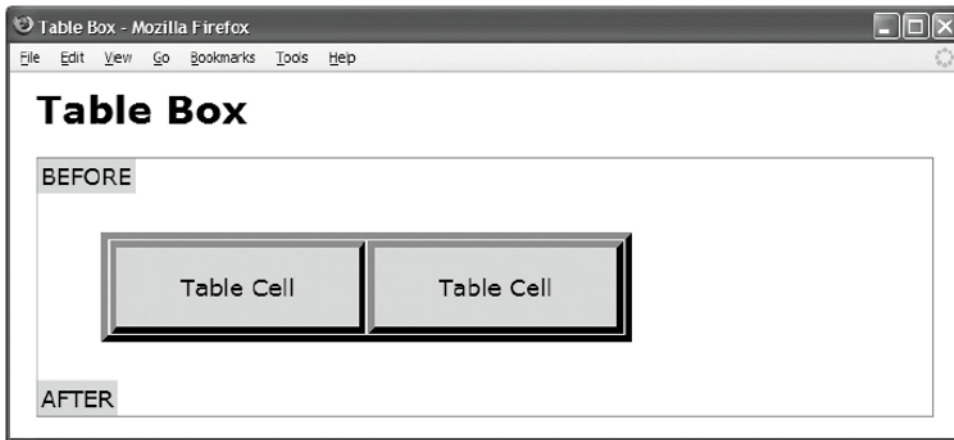 Table Box - Mozilla Firefox
File Edit View Go Bookmarks Tools Help
Table Box
BEFORE
Table Cell Table Cell
AFTER